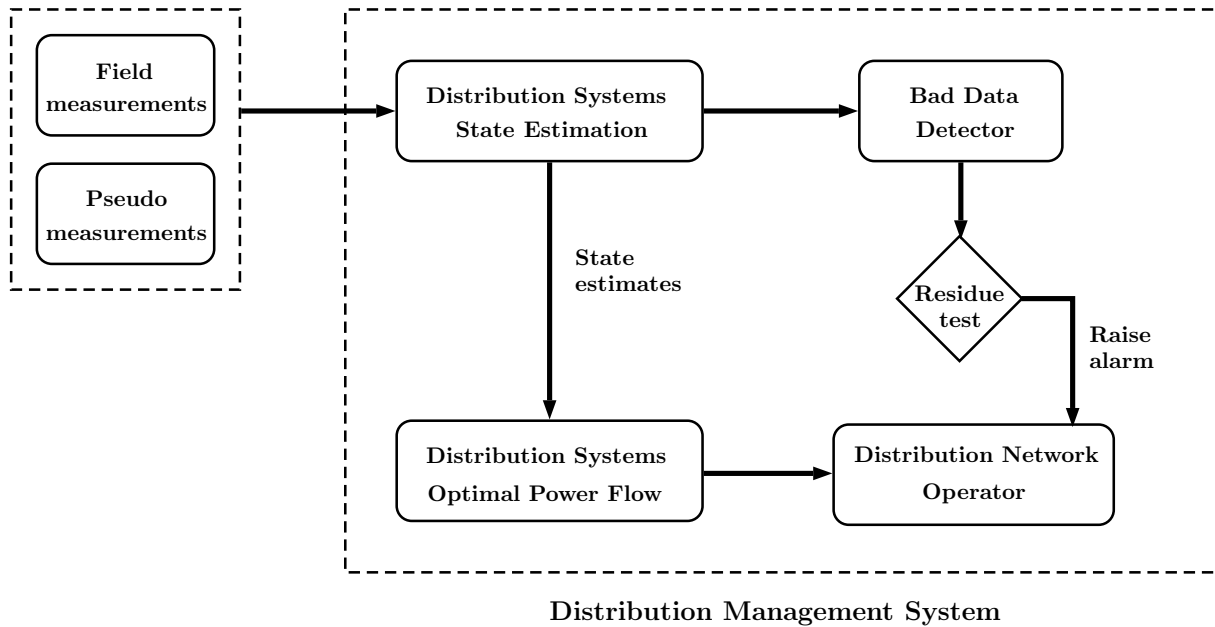 Field
measurements
Pseudo
measurements
Distribution Systems
State Estimation
Bad Data
Detector
State
estimates
Residue
test
Raise
alarm
Distribution Systems
Optimal Power Flow
Distribution Network
Operator
Distribution Management System